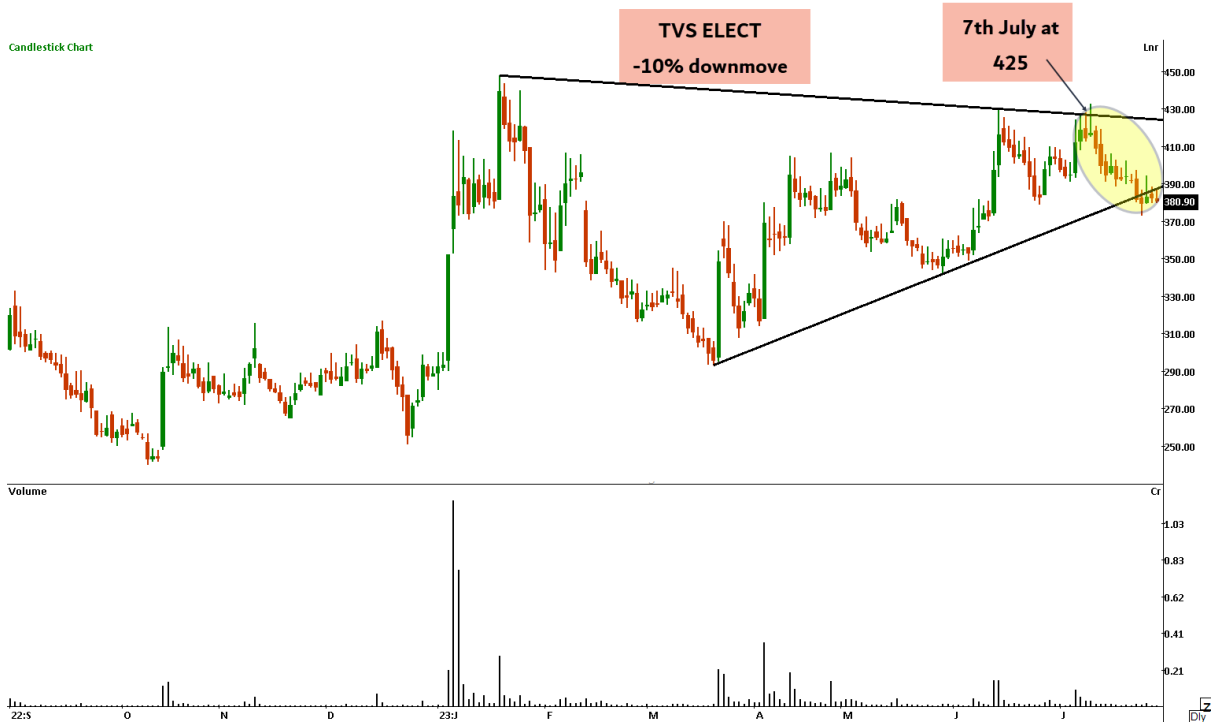 TVS ELECT
-10% downmove
7th July at
425
Candlestick Chart
Lnr
450.00
430.00
410.00
390.00
380.90
370.00
350.00
330.00
310.00
290.00
270.00
250.00
Volume
Cr
1.03
0.83
0.62
0.41
0.21
22:S O N D 23:J F M A M J J
Z
Dly